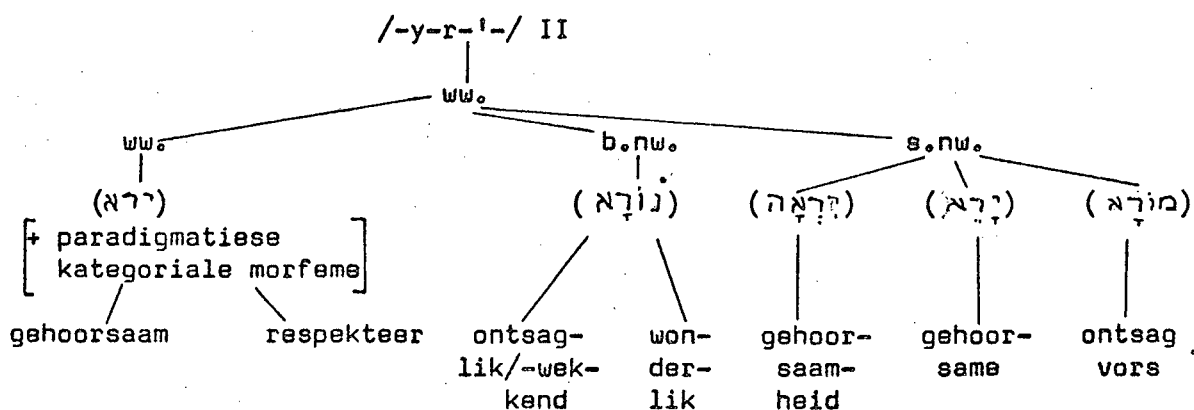 /-y-r-'-/ II
ww.
ww. b.nw. s.nw.
(ירא) (נוֹרָא) (יִרְאָה) (יָרֵא) (מוֹרָא)
[+ paradigmatiese
kategoriale morfeme]
gehoorsaam respekteer ontsag- won- gehoor- gehoor- ontsag
lik/-wek- der- saam- same vors
kend lik heid